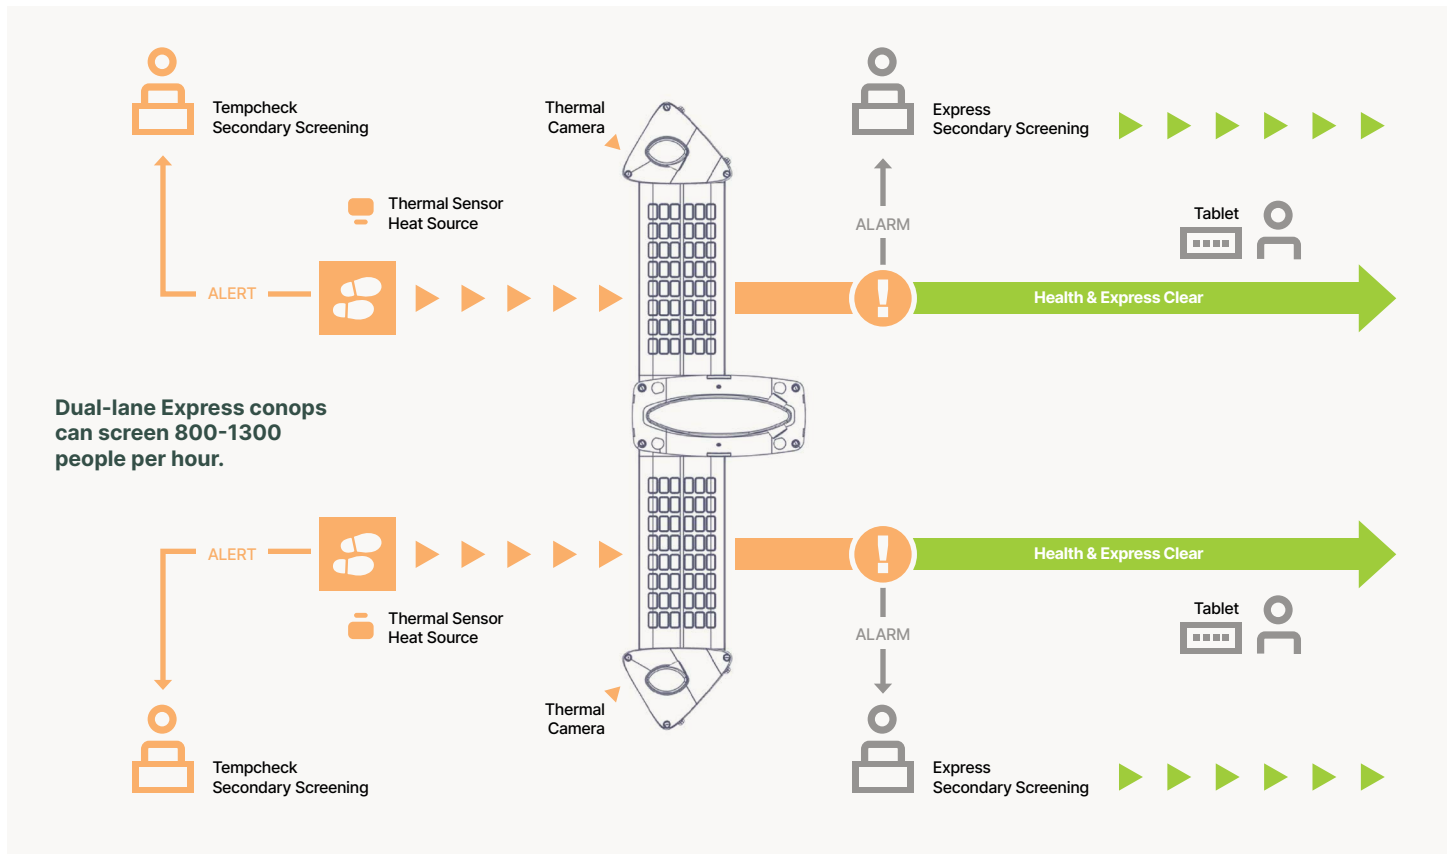 Tempcheck
Secondary Screening
Thermal
Camera
Express
Secondary Screening
Thermal Sensor
Heat Source
ALARM
Tablet
ALERT
Health & Express Clear
Dual-lane Express conops
can screen 800-1300
people per hour.
ALERT
Health & Express Clear
Thermal Sensor
Heat Source
ALARM
Tablet
Thermal
Camera
Tempcheck
Secondary Screening
Express
Secondary Screening